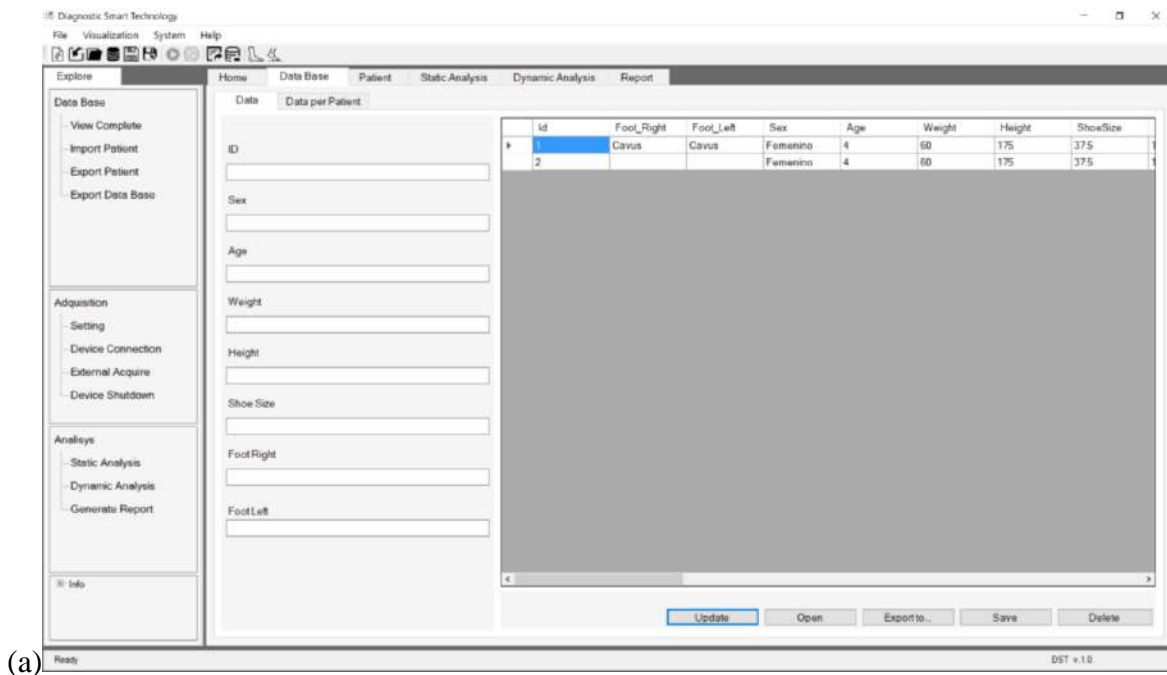 Diagnostic Smart Technology
File Visualization System Help
Explore
Home Data Base Patient Static Analysis Dynamic Analysis Report
Data Base
View Complete
Import Patient
Export Patient
Export Data Base
Adquisition
Setting
Device Connection
External Acquire
Device Shutdown
Analisys
Static Analysis
Dynamic Analysis
Generate Report
Info
Data Data per Patient
ID
Sex
Age
Weight
Height
Shoe Size
Foot Right
Foot Left
Id Foot_Right Foot_Left Sex Age Weight Height ShoeSize
1 Cavus Cavus Femenino 4 60 175 37.5 1
2 Femenino 4 60 175 37.5 1
Update Open Export to... Save Delete
(a)
Ready DST v.1.0.